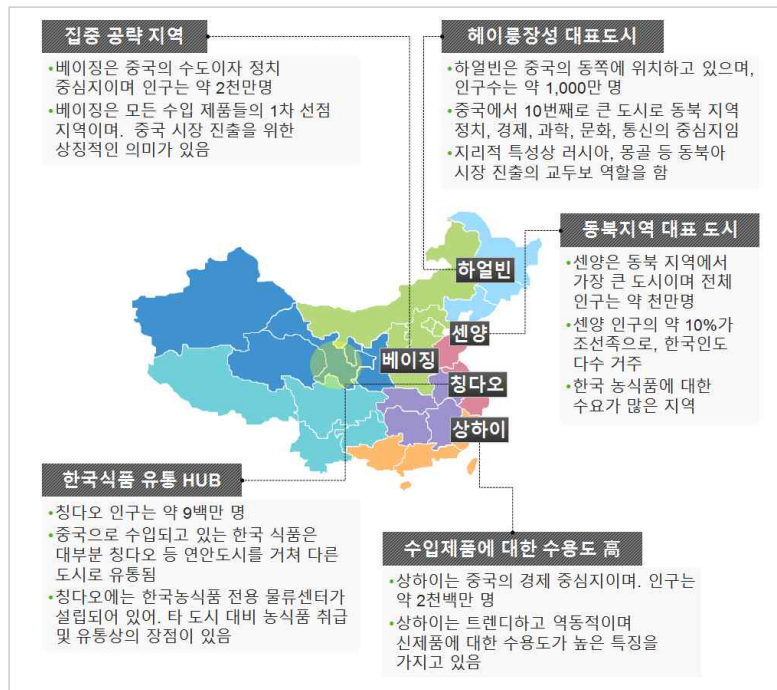 집중 공략 지역
•베이징은 중국의 수도이자 정치
중심지이며 인구는 약 2천만명
•베이징은 모든 수입 제품들의 1차 선점
지역이며. 중국 시장 진출을 위한
상징적인 의미가 있음
헤이룽장성 대표도시
•하얼빈은 중국의 동쪽에 위치하고 있으며,
인구수는 약 1,000만 명
•중국에서 10번째로 큰 도시로 동북 지역
정치, 경제, 과학, 문화, 통신의 중심지임
•지리적 특성상 러시아, 몽골 등 동북아
시장 진출의 교두보 역할을 함
동북지역 대표 도시
•센양은 동북 지역에서
가장 큰 도시이며 전체
인구는 약 천만명
•센양 인구의 약 10%가
조선족으로, 한국인도
다수 거주
•한국 농식품에 대한
수요가 많은 지역
하얼빈
센양
베이징
칭다오
상하이
한국식품 유통 HUB
•칭다오 인구는 약 9백만 명
•중국으로 수입되고 있는 한국 식품은
대부분 칭다오 등 연안도시를 거쳐 다른
도시로 유통됨
•칭다오에는 한국농식품 전용 물류센터가
설립되어 있어. 타 도시 대비 농식품 취급
및 유통상의 장점이 있음
수입제품에 대한 수용도 高
•상하이는 중국의 경제 중심지이며. 인구는
약 2천백만 명
•상하이는 트렌디하고 역동적이며
신제품에 대한 수용도가 높은 특징을
가지고 있음